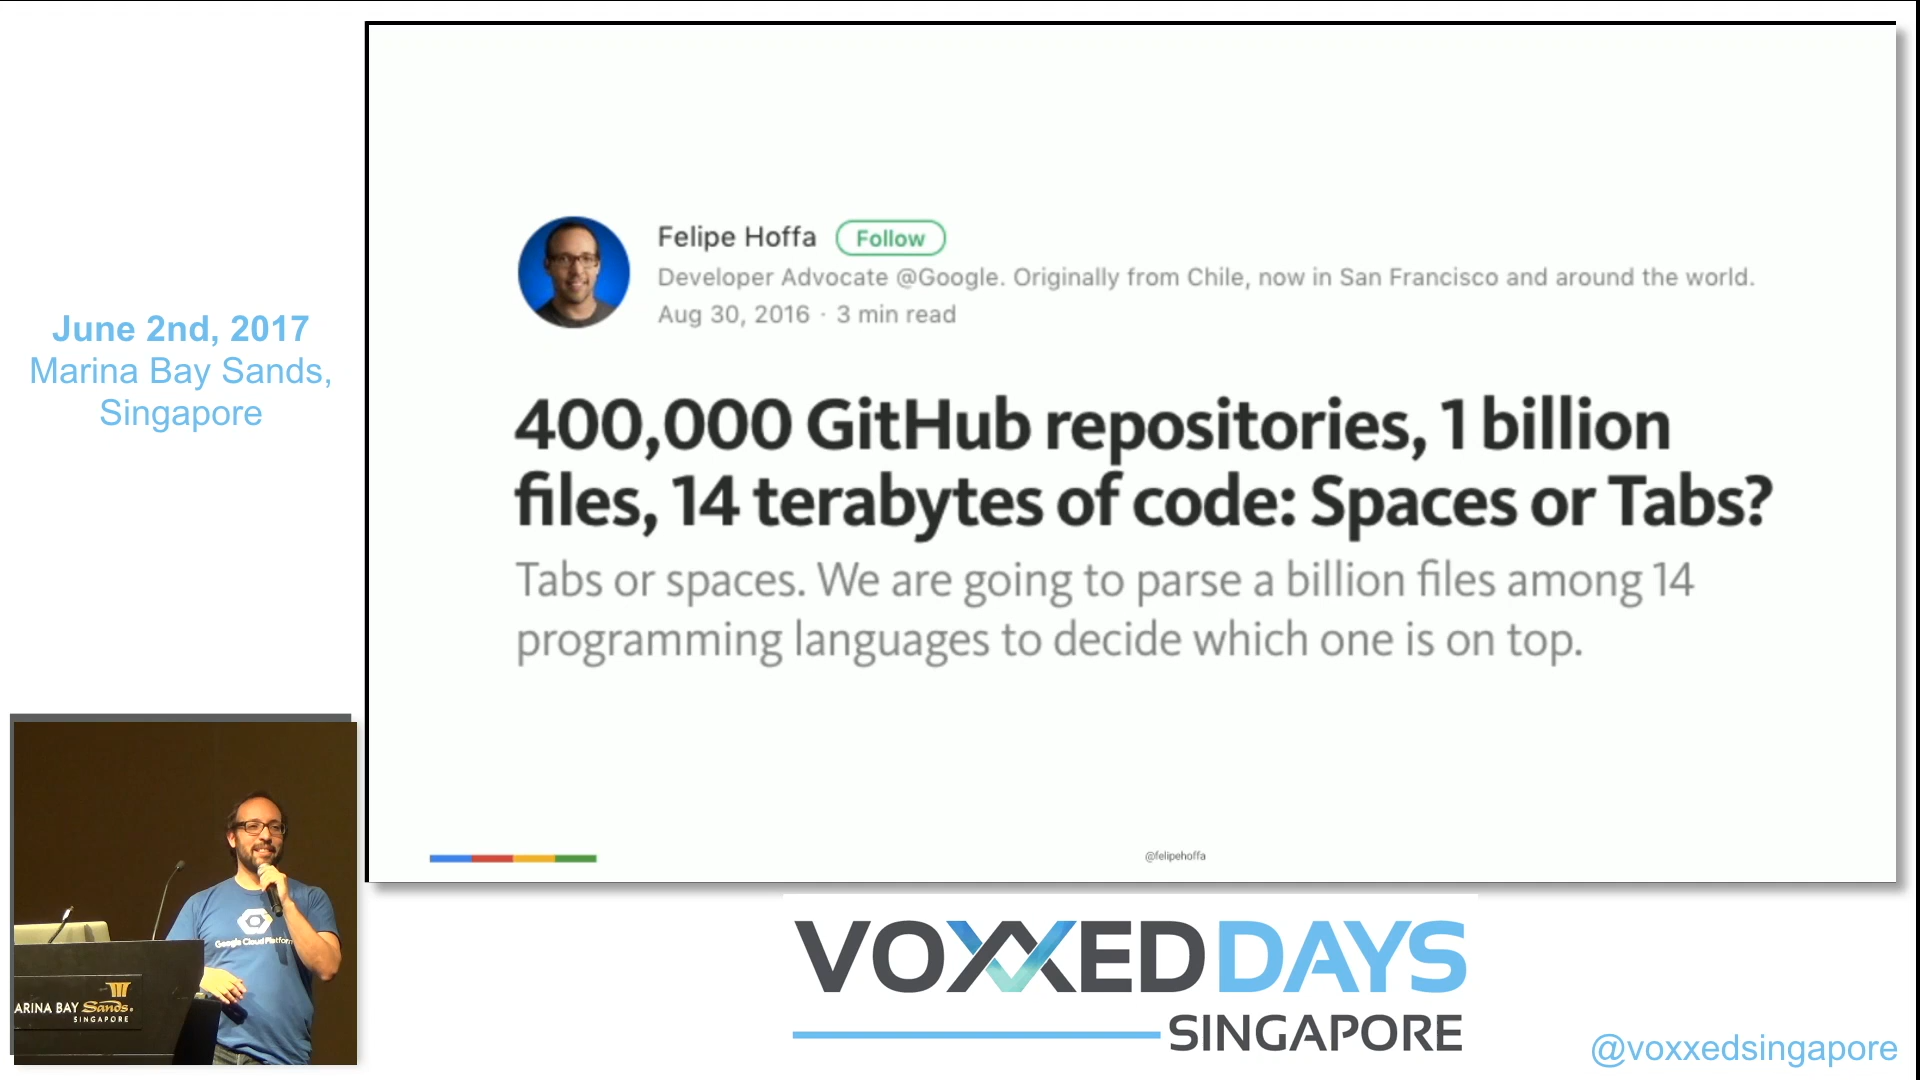 June 2nd, 2017
Marina Bay Sands,
Singapore
Felipe Hoffa Follow
Developer Advocate @Google. Originally from Chile, now in San Francisco and around the world.
Aug 30, 2016 · 3 min read
400,000 GitHub repositories, 1 billion
files, 14 terabytes of code: Spaces or Tabs?
Tabs or spaces. We are going to parse a billion files among 14
programming languages to decide which one is on top.
@felipehoffa
Google Cloud Platform
ARINA BAY Sands.
SINGAPORE
VOXXED DAYS
SINGAPORE
@voxxedsingapore